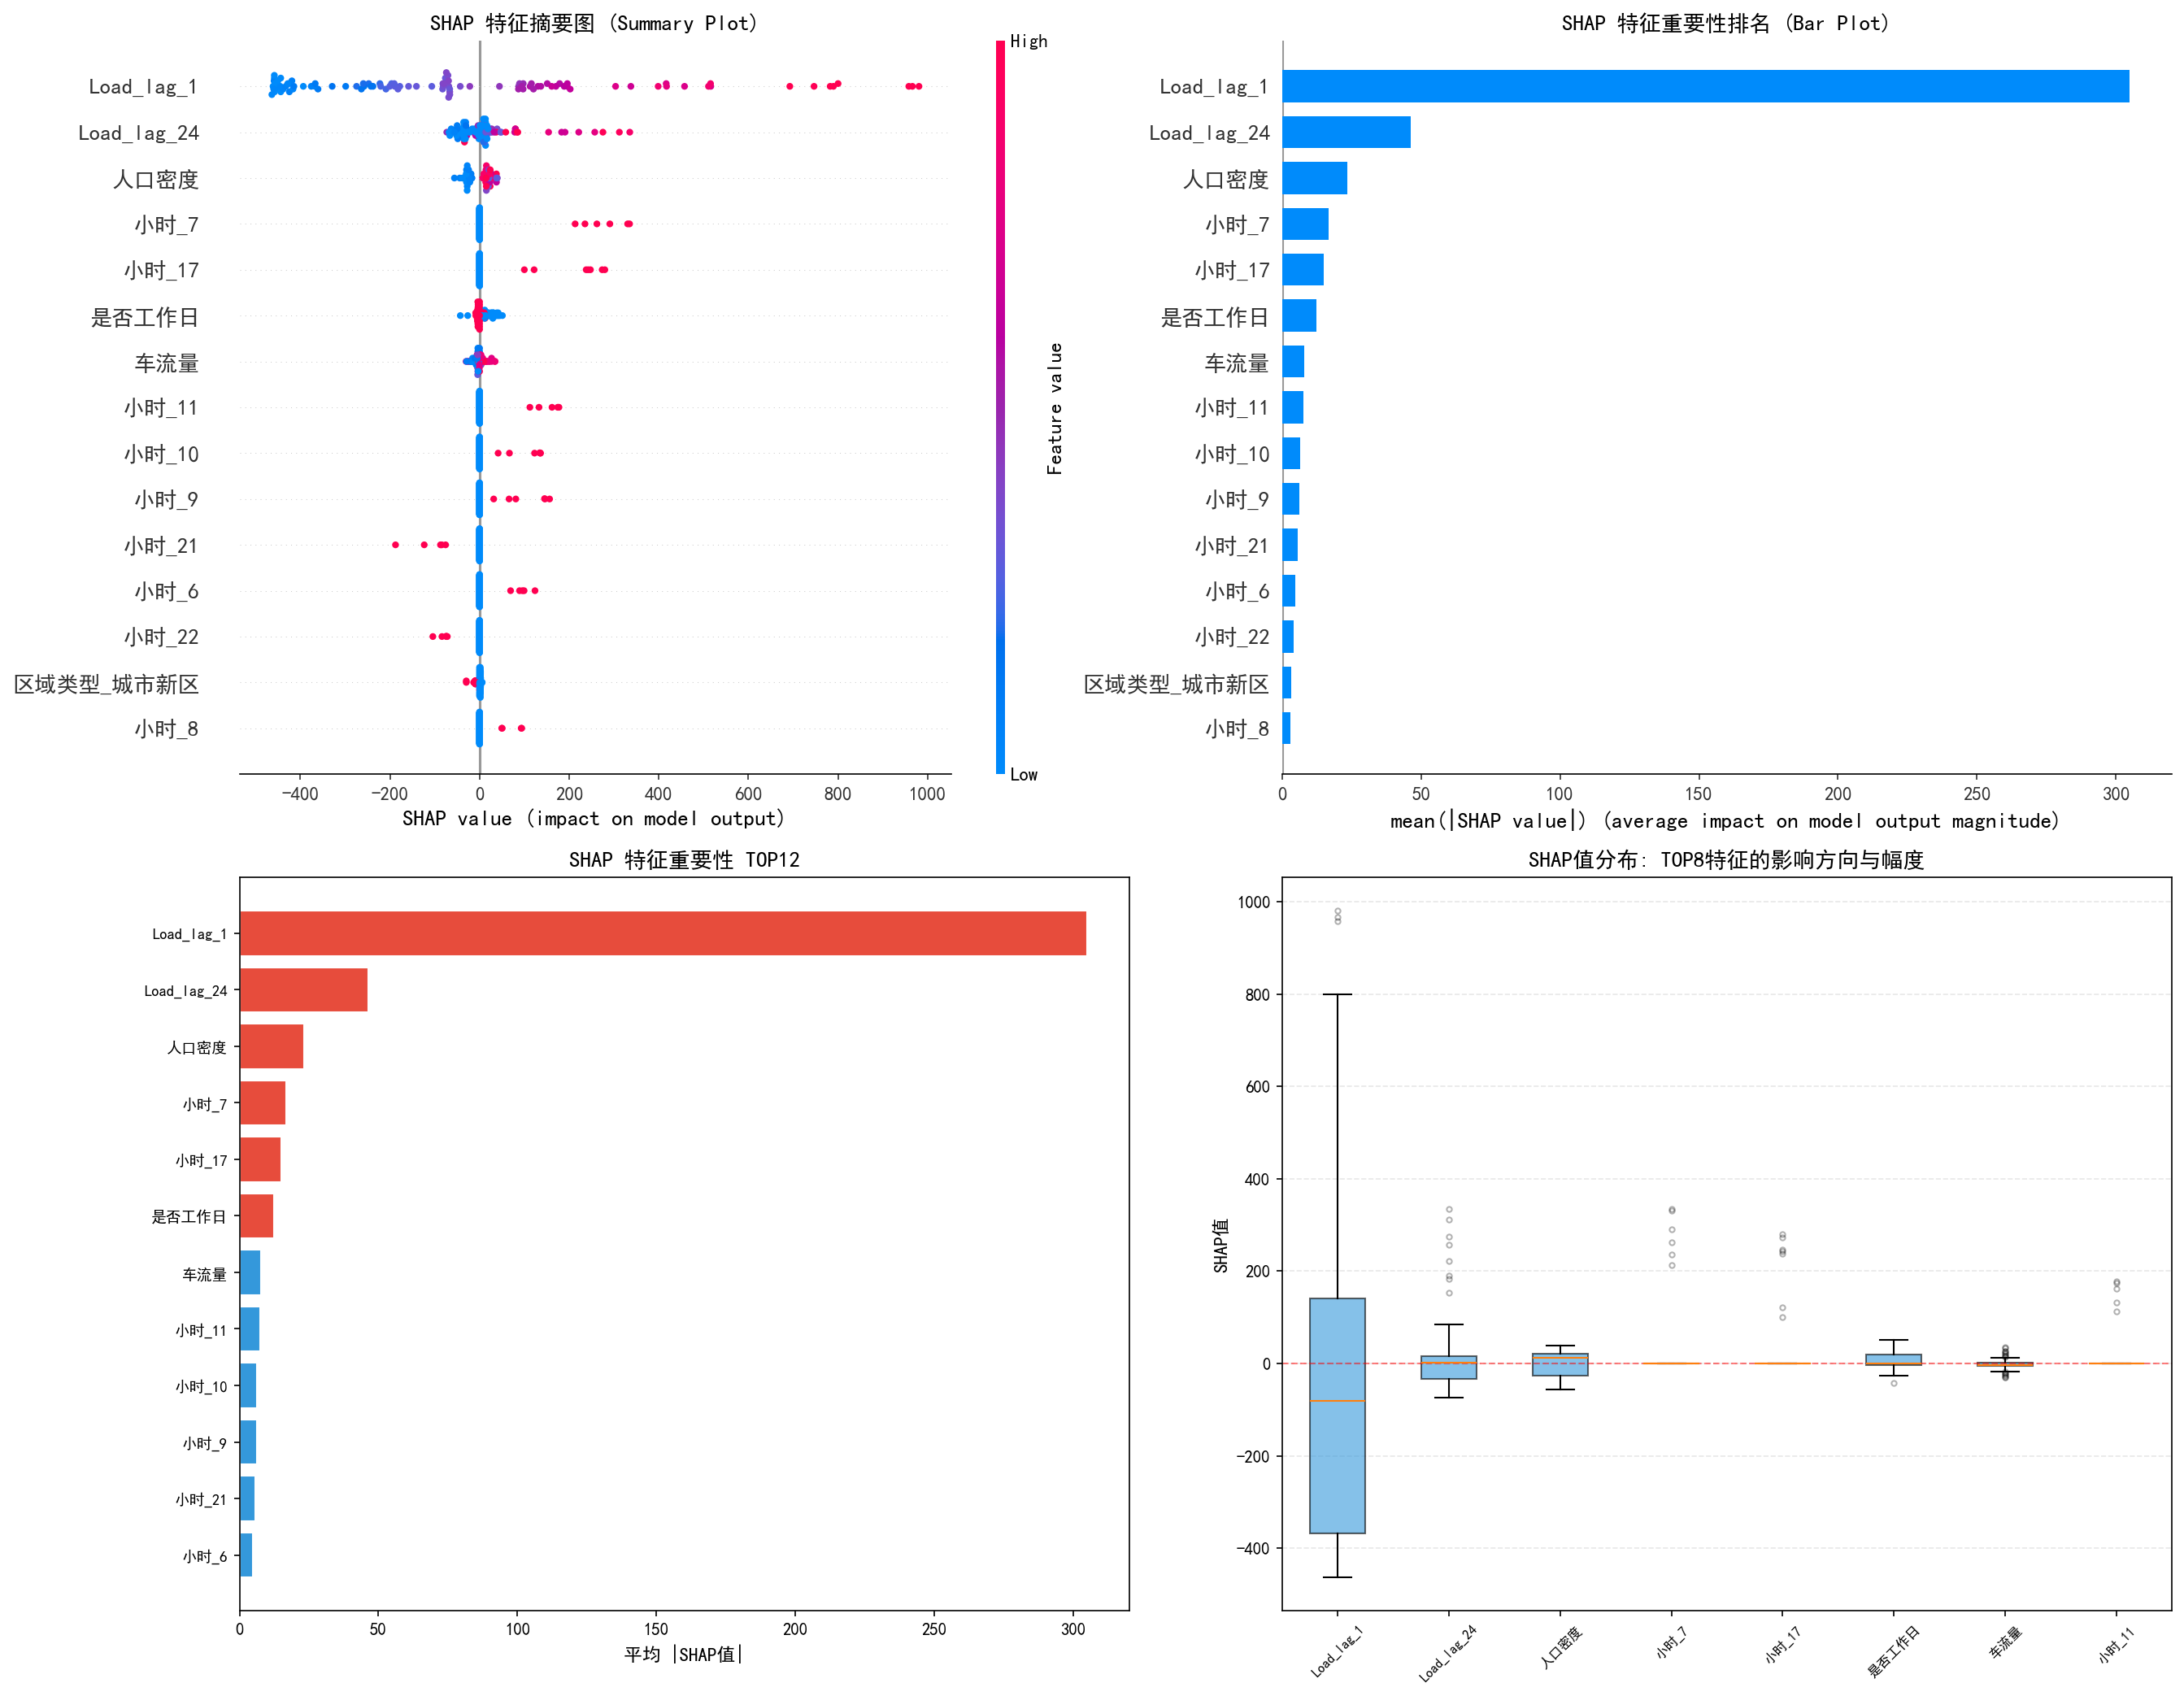 SHAP 特征摘要图 (Summary Plot)
Load_lag_1
Load_lag_24
人口密度
小时_7
小时_17
是否工作日
车流量
小时_11
小时_10
小时_9
小时_21
小时_6
小时_22
区域类型_城市新区
小时_8
−400 −200 0 200 400 600 800 1000
SHAP value (impact on model output)
High
Feature value
Low
SHAP 特征重要性排名 (Bar Plot)
Load_lag_1
Load_lag_24
人口密度
小时_7
小时_17
是否工作日
车流量
小时_11
小时_10
小时_9
小时_21
小时_6
小时_22
区域类型_城市新区
小时_8
0 50 100 150 200 250 300
mean(|SHAP value|) (average impact on model output magnitude)
SHAP 特征重要性 TOP12
Load_lag_1
Load_lag_24
人口密度
小时_7
小时_17
是否工作日
车流量
小时_11
小时_10
小时_9
小时_21
小时_6
0 50 100 150 200 250 300
平均 |SHAP值|
SHAP值分布: TOP8特征的影响方向与幅度
SHAP值
1000
800
600
400
200
0
−200
−400
Load_lag_1 Load_lag_24 人口密度 小时_7 小时_17 是否工作日 车流量 小时_11